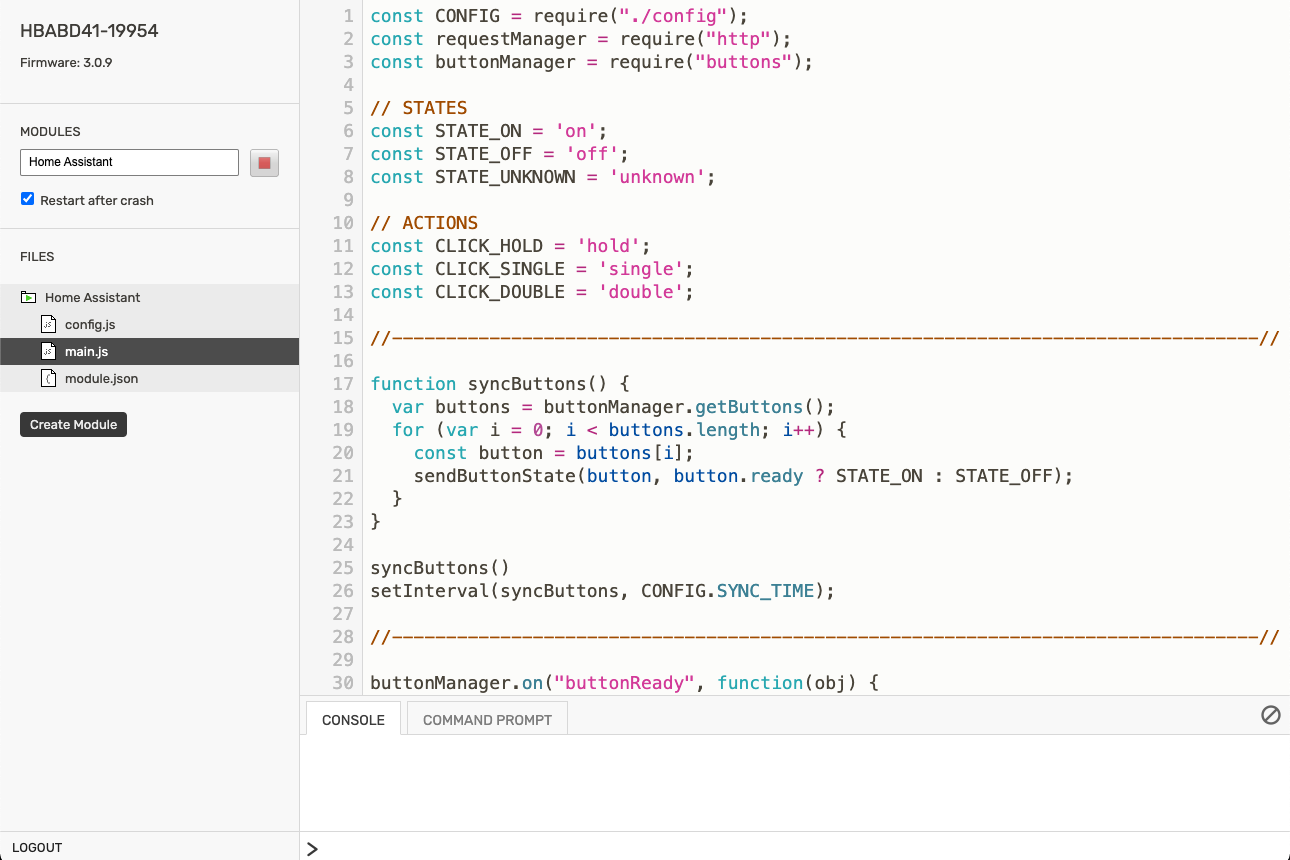 HBABD41-19954
Firmware: 3.0.9
MODULES
Home Assistant
Restart after crash
FILES
Home Assistant
config.js
main.js
module.json
Create Module
LOGOUT
1 const CONFIG = require("./config");
2 const requestManager = require("http");
3 const buttonManager = require("buttons");
4
5 // STATES
6 const STATE_ON = 'on';
7 const STATE_OFF = 'off';
8 const STATE_UNKNOWN = 'unknown';
9
10 // ACTIONS
11 const CLICK_HOLD = 'hold';
12 const CLICK_SINGLE = 'single';
13 const CLICK_DOUBLE = 'double';
14
15 //--------------------------------------------------------------------------------//
16
17 function syncButtons() {
18   var buttons = buttonManager.getButtons();
19   for (var i = 0; i < buttons.length; i++) {
20     const button = buttons[i];
21     sendButtonState(button, button.ready ? STATE_ON : STATE_OFF);
22   }
23 }
24
25 syncButtons()
26 setInterval(syncButtons, CONFIG.SYNC_TIME);
27
28 //--------------------------------------------------------------------------------//
29
30 buttonManager.on("buttonReady", function(obj) {
CONSOLE
COMMAND PROMPT
>